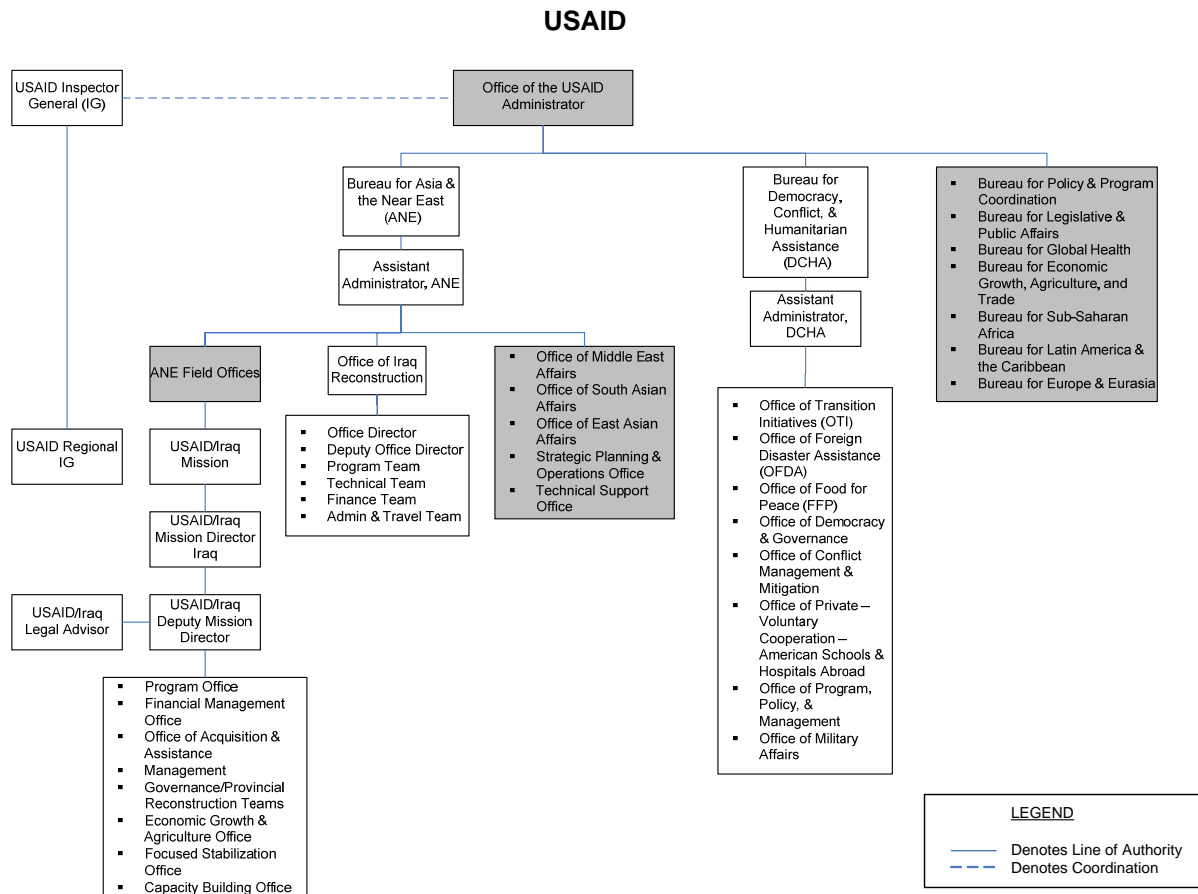 USAID
USAID Inspector
General (IG)
Office of the USAID
Administrator
Bureau for Asia &
the Near East
(ANE)
Bureau for
Democracy,
Conflict, &
Humanitarian
Assistance
(DCHA)
▪ Bureau for Policy & Program
Coordination
▪ Bureau for Legislative &
Public Affairs
▪ Bureau for Global Health
▪ Bureau for Economic
Growth, Agriculture, and
Trade
▪ Bureau for Sub-Saharan
Africa
▪ Bureau for Latin America &
the Caribbean
▪ Bureau for Europe & Eurasia
Assistant
Administrator, ANE
Assistant
Administrator,
DCHA
ANE Field Offices
Office of Iraq
Reconstruction
▪ Office of Middle East
Affairs
▪ Office of South Asian
Affairs
▪ Office of East Asian
Affairs
▪ Strategic Planning &
Operations Office
▪ Technical Support
Office
USAID Regional
IG
USAID/Iraq
Mission
▪ Office Director
▪ Deputy Office Director
▪ Program Team
▪ Technical Team
▪ Finance Team
▪ Admin & Travel Team
▪ Office of Transition
Initiatives (OTI)
▪ Office of Foreign
Disaster Assistance
(OFDA)
▪ Office of Food for
Peace (FFP)
▪ Office of Democracy
& Governance
▪ Office of Conflict
Management &
Mitigation
▪ Office of Private –
Voluntary
Cooperation –
American Schools &
Hospitals Abroad
▪ Office of Program,
Policy, &
Management
▪ Office of Military
Affairs
USAID/Iraq
Mission Director
Iraq
USAID/Iraq
Legal Advisor
USAID/Iraq
Deputy Mission
Director
▪ Program Office
▪ Financial Management
Office
▪ Office of Acquisition &
Assistance
▪ Management
▪ Governance/Provincial
Reconstruction Teams
▪ Economic Growth &
Agriculture Office
▪ Focused Stabilization
Office
▪ Capacity Building Office
LEGEND
Denotes Line of Authority
Denotes Coordination